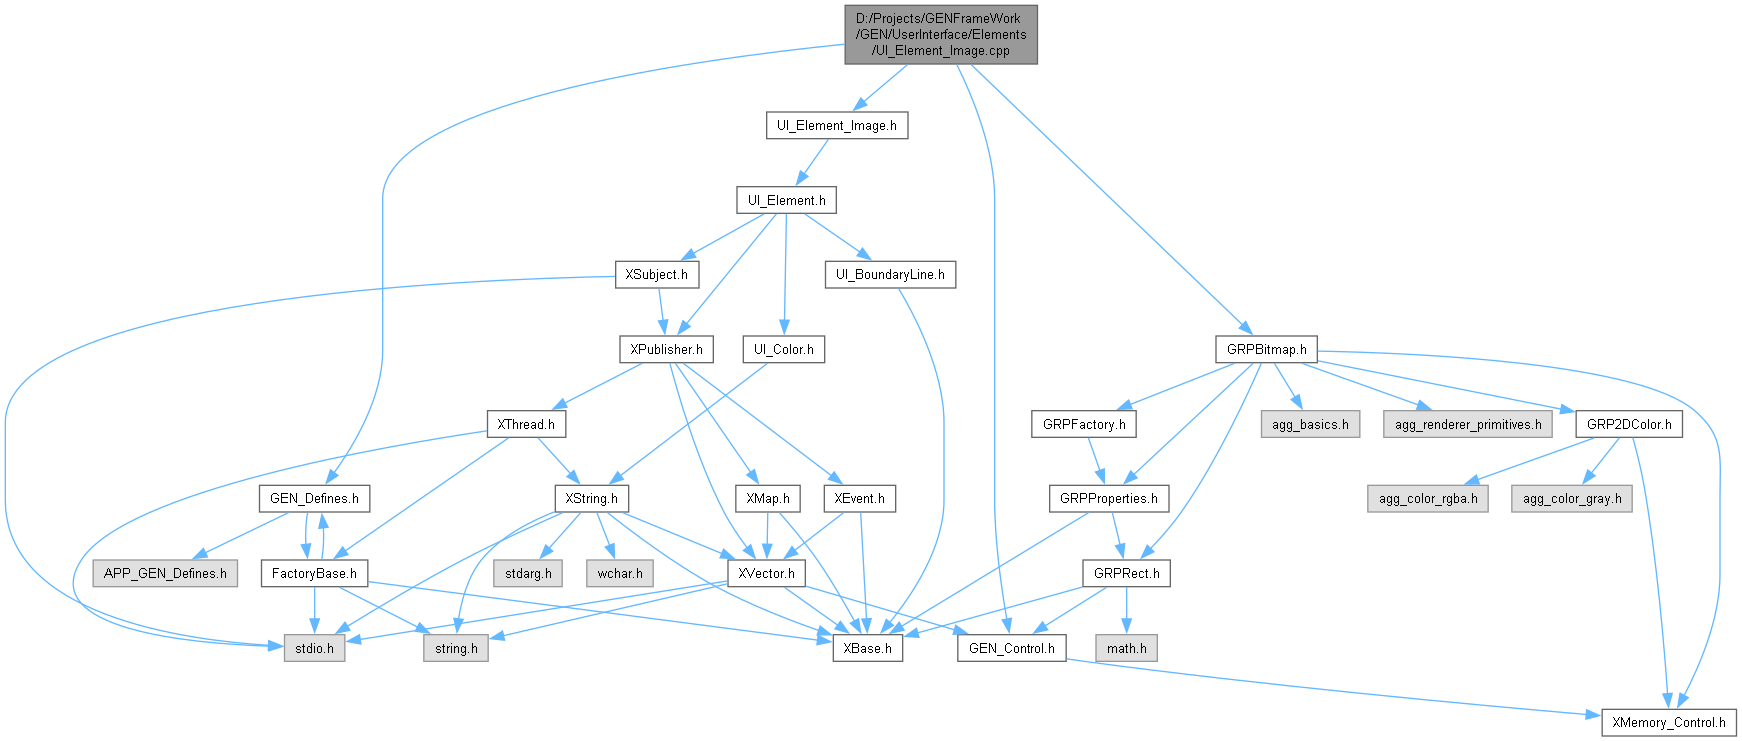 D:/Projects/GENFrameWork
/GEN/UserInterface/Elements
/UI_Element_Image.cpp
UI_Element_Image.h
UI_Element.h
XSubject.h
UI_BoundaryLine.h
XPublisher.h
UI_Color.h
GRPBitmap.h
XThread.h
GRPFactory.h
agg_basics.h
agg_renderer_primitives.h
GRP2DColor.h
GEN_Defines.h
XString.h
XMap.h
XEvent.h
GRPProperties.h
agg_color_rgba.h
agg_color_gray.h
APP_GEN_Defines.h
FactoryBase.h
stdarg.h
wchar.h
XVector.h
GRPRect.h
stdio.h
string.h
XBase.h
GEN_Control.h
math.h
XMemory_Control.h